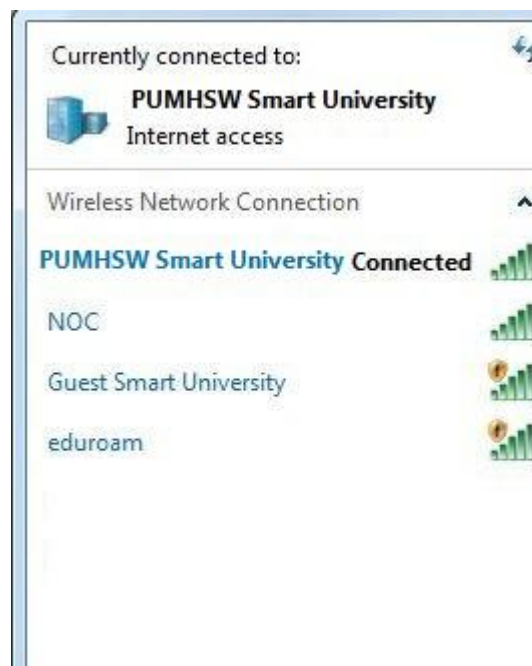 Currently connected to:
PUMHSW Smart University
Internet access
Wireless Network Connection
PUMHSW Smart University Connected
NOC
Guest Smart University
eduroam